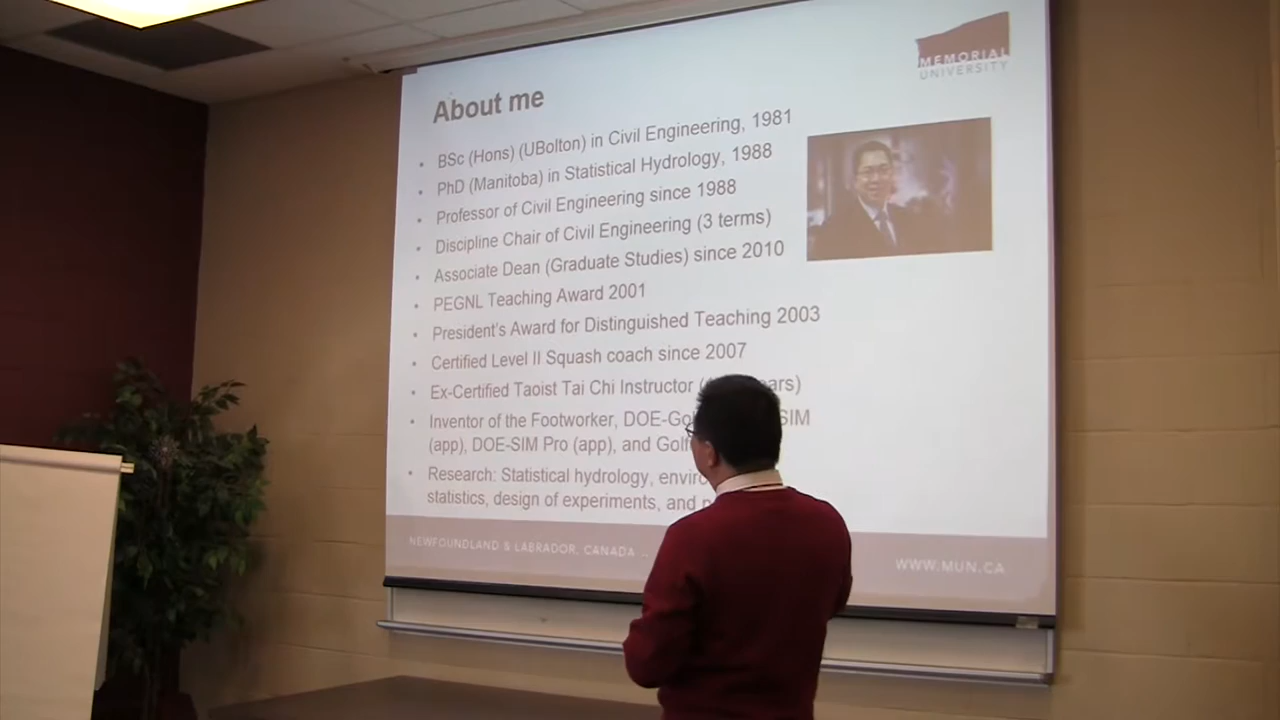 MEMORIAL
UNIVERSITY
About me
• BSc (Hons) (UBolton) in Civil Engineering, 1981
• PhD (Manitoba) in Statistical Hydrology, 1988
• Professor of Civil Engineering since 1988
• Discipline Chair of Civil Engineering (3 terms)
• Associate Dean (Graduate Studies) since 2010
• PEGNL Teaching Award 2001
• President's Award for Distinguished Teaching 2003
• Certified Level II Squash coach since 2007
• Ex-Certified Taoist Tai Chi Instructor
• Inventor of the Footworker, SIM
(app), DOE-SIM Pro (app), and
• Research: Statistical hydrology,
statistics, design of experiments, and
NEWFOUNDLAND & LABRADOR, CANADA
WWW.MUN.CA